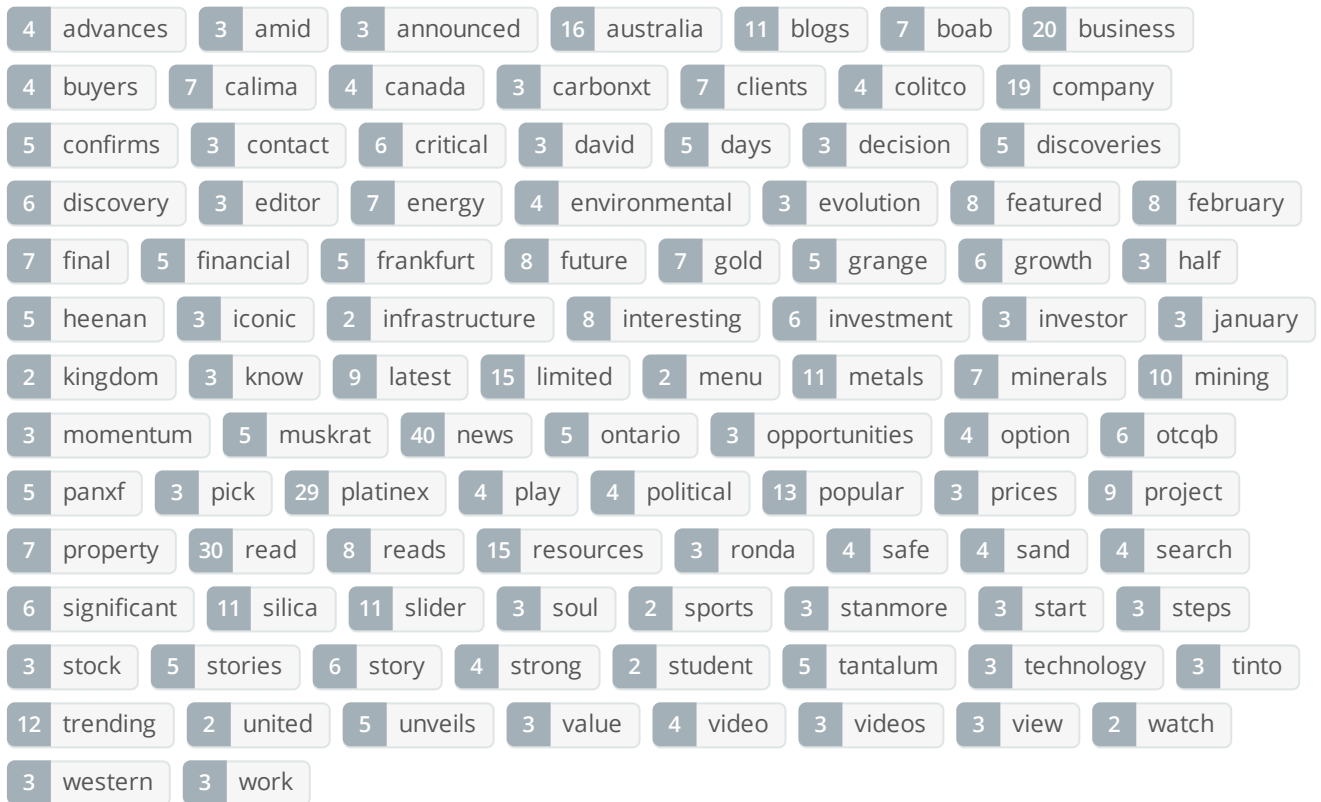 4 advances 3 amid 3 announced 16 australia 11 blogs 7 boab 20 business
4 buyers 7 calima 4 canada 3 carbonxt 7 clients 4 colitco 19 company
5 confirms 3 contact 6 critical 3 david 5 days 3 decision 5 discoveries
6 discovery 3 editor 7 energy 4 environmental 3 evolution 8 featured 8 february
7 final 5 financial 5 frankfurt 8 future 7 gold 5 grange 6 growth 3 half
5 heenan 3 iconic 2 infrastructure 8 interesting 6 investment 3 investor 3 january
2 kingdom 3 know 9 latest 15 limited 2 menu 11 metals 7 minerals 10 mining
3 momentum 5 muskrat 40 news 5 ontario 3 opportunities 4 option 6 otcqb
5 panxf 3 pick 29 platinex 4 play 4 political 13 popular 3 prices 9 project
7 property 30 read 8 reads 15 resources 3 ronda 4 safe 4 sand 4 search
6 significant 11 silica 11 slider 3 soul 2 sports 3 stanmore 3 start 3 steps
3 stock 5 stories 6 story 4 strong 2 student 5 tantalum 3 technology 3 tinto
12 trending 2 united 5 unveils 3 value 4 video 3 videos 3 view 2 watch
3 western 3 work